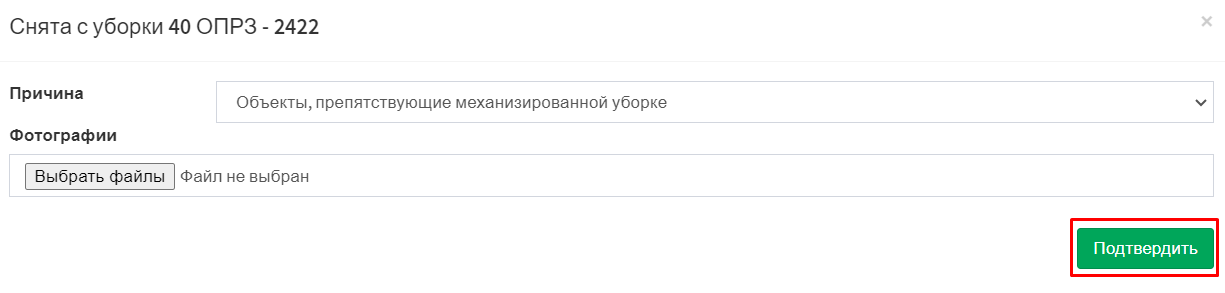 Снята с уборки 40 ОПРЗ - 2422
×
Причина
Объекты, препятствующие механизированной уборке
Фотографии
Выбрать файлы Файл не выбран
Подтвердить